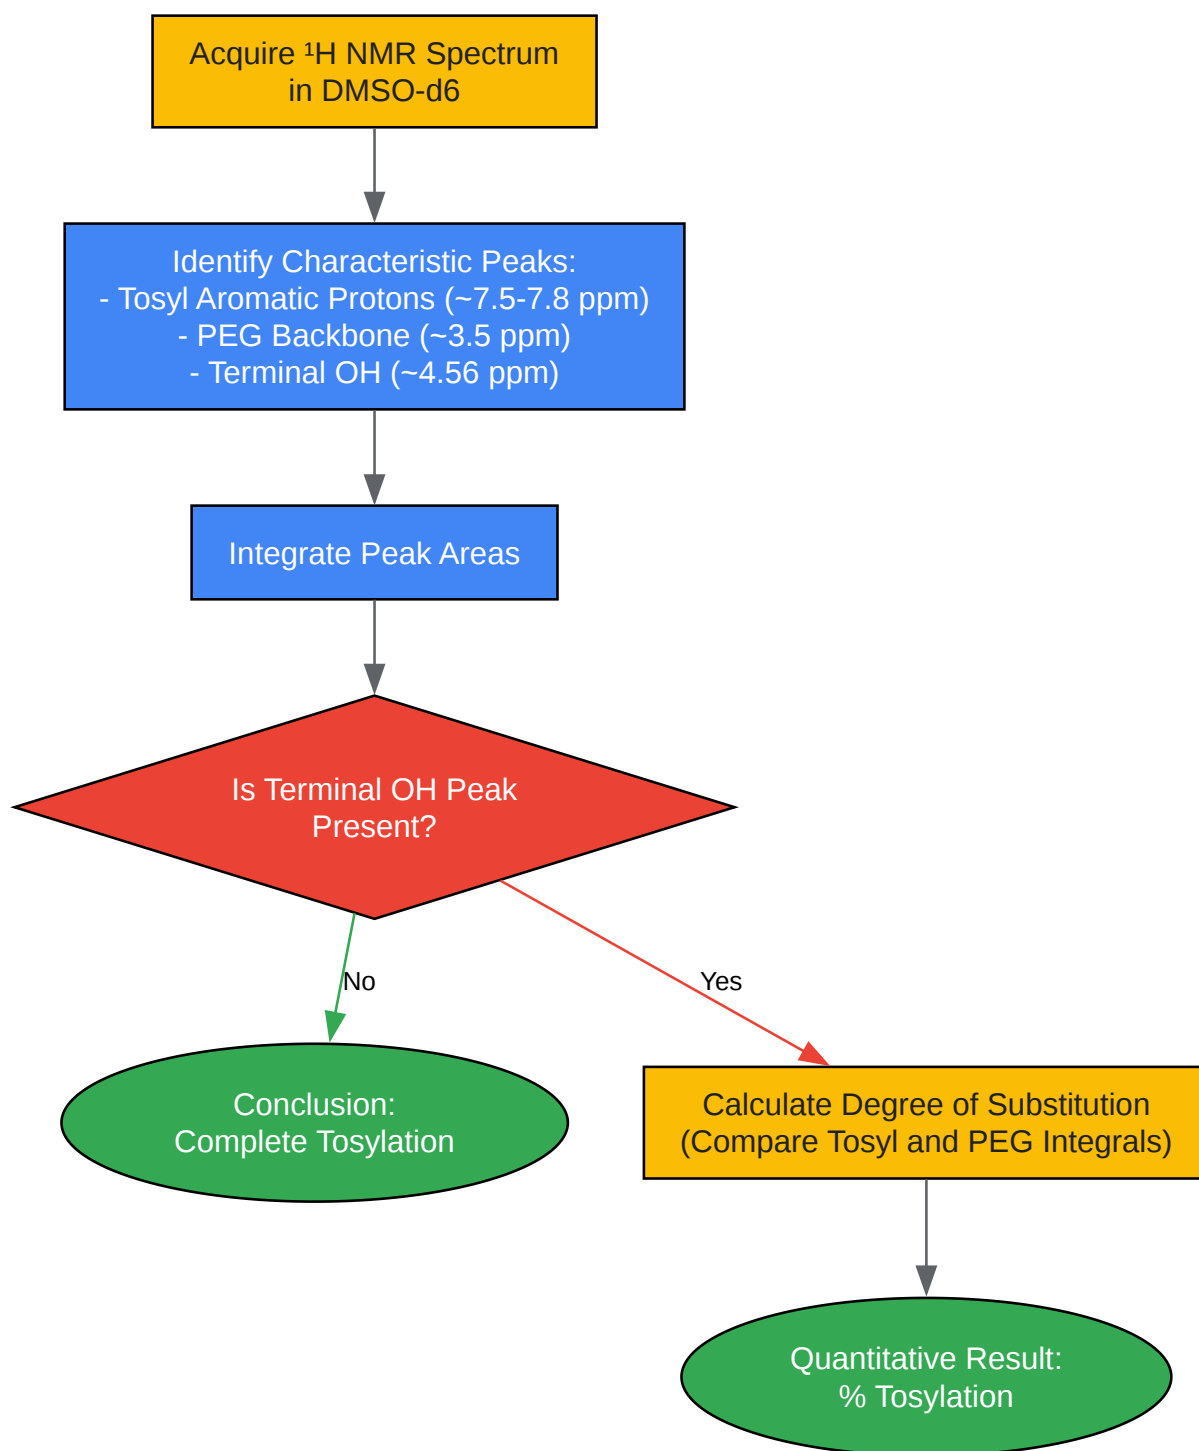 Acquire ¹H NMR Spectrum
in DMSO-d6
Identify Characteristic Peaks:
- Tosyl Aromatic Protons (~7.5-7.8 ppm)
- PEG Backbone (~3.5 ppm)
- Terminal OH (~4.56 ppm)
Integrate Peak Areas
Is Terminal OH Peak
Present?
No
Yes
Conclusion:
Complete Tosylation
Calculate Degree of Substitution
(Compare Tosyl and PEG Integrals)
Quantitative Result:
% Tosylation